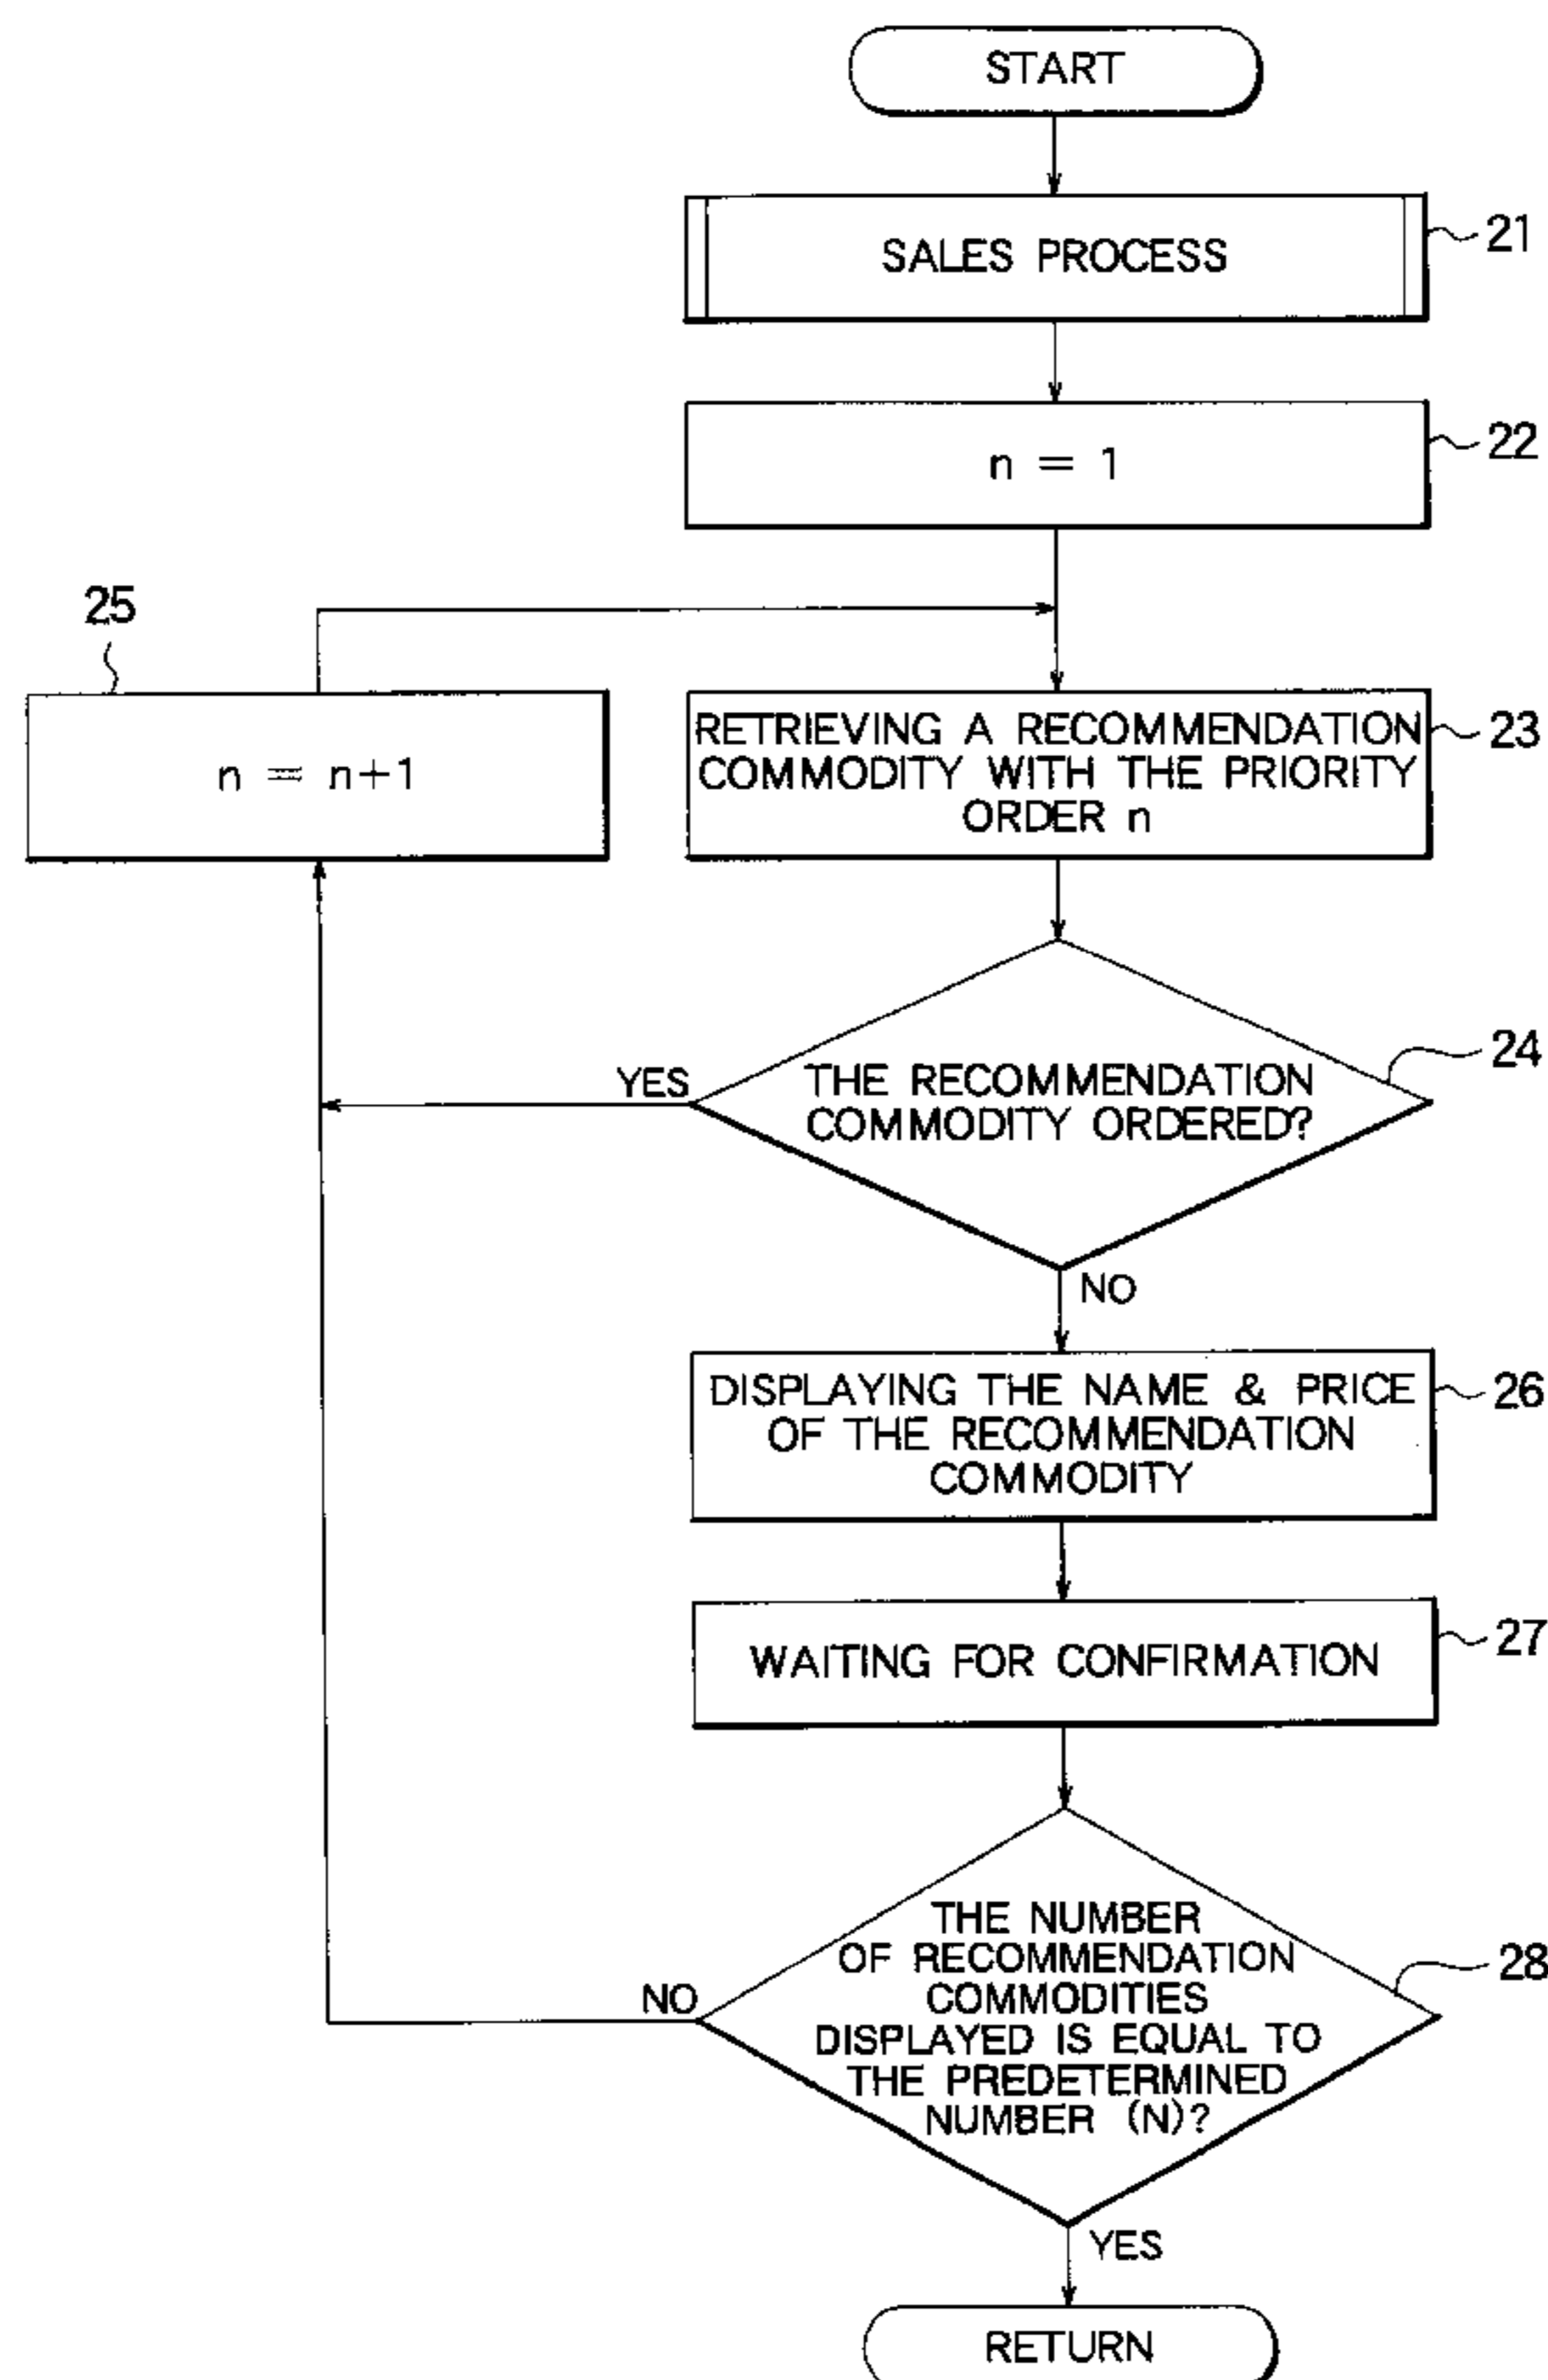 START
SALES PROCESS
21
n = 1
22
25
n = n+1
RETRIEVING A RECOMMENDATION
COMMODITY WITH THE PRIORITY
ORDER n
23
THE RECOMMENDATION
COMMODITY ORDERED?
24
YES
NO
DISPLAYING THE NAME & PRICE
OF THE RECOMMENDATION
COMMODITY
26
WAITING FOR CONFIRMATION
27
THE NUMBER
OF RECOMMENDATION
COMMODITIES
DISPLAYED IS EQUAL TO
THE PREDETERMINED
NUMBER (N)?
28
NO
YES
RETURN